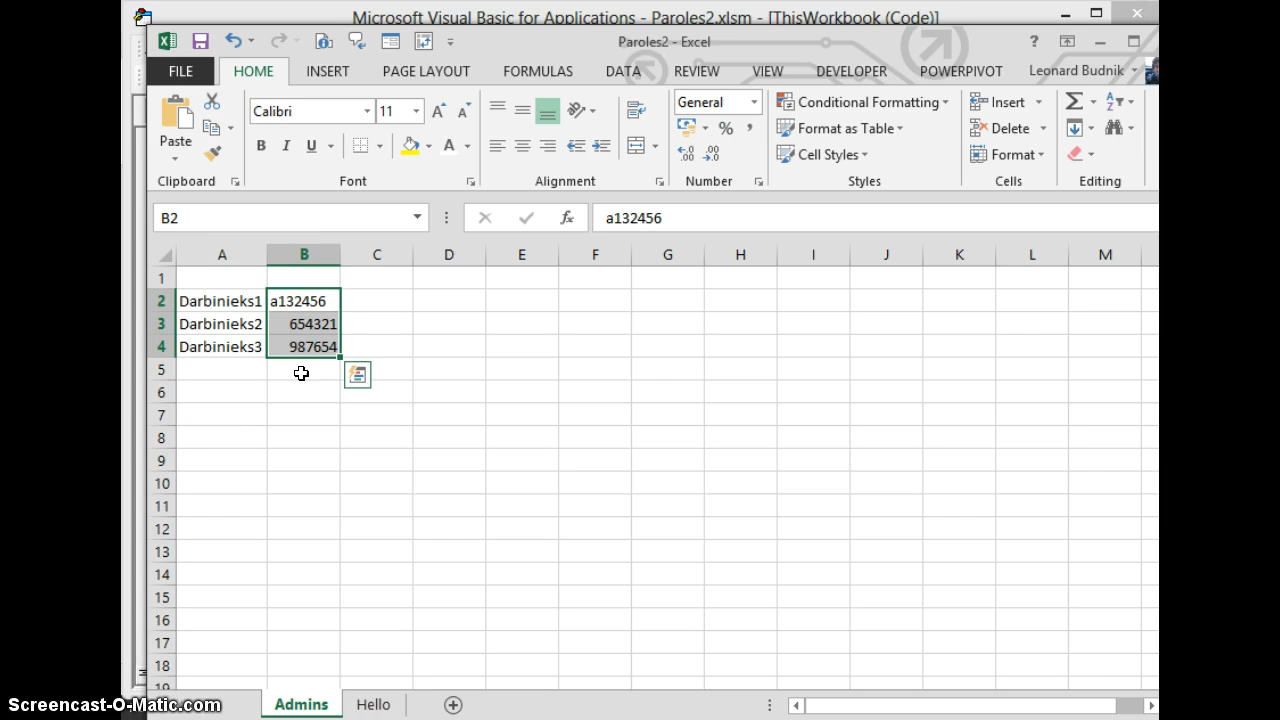 Microsoft Visual Basic for Applications - Paroles2.xlsm - [ThisWorkbook (Code)]
Paroles2 - Excel
FILE HOME INSERT PAGE LAYOUT FORMULAS DATA REVIEW VIEW DEVELOPER POWERPIVOT Leonard Budnik
Paste
Calibri 11
B I U
General
Conditional Formatting
Format as Table
Cell Styles
Insert
Delete
Format
Clipboard Font Alignment Number Styles Cells Editing
B2 fx a132456
A B C D E F G H I J K L M
1
2 Darbinieks1 a132456
3 Darbinieks2 654321
4 Darbinieks3 987654
5
6
7
8
9
10
11
12
13
14
15
16
17
18
19
Admins Hello
Screencast-O-Matic.com